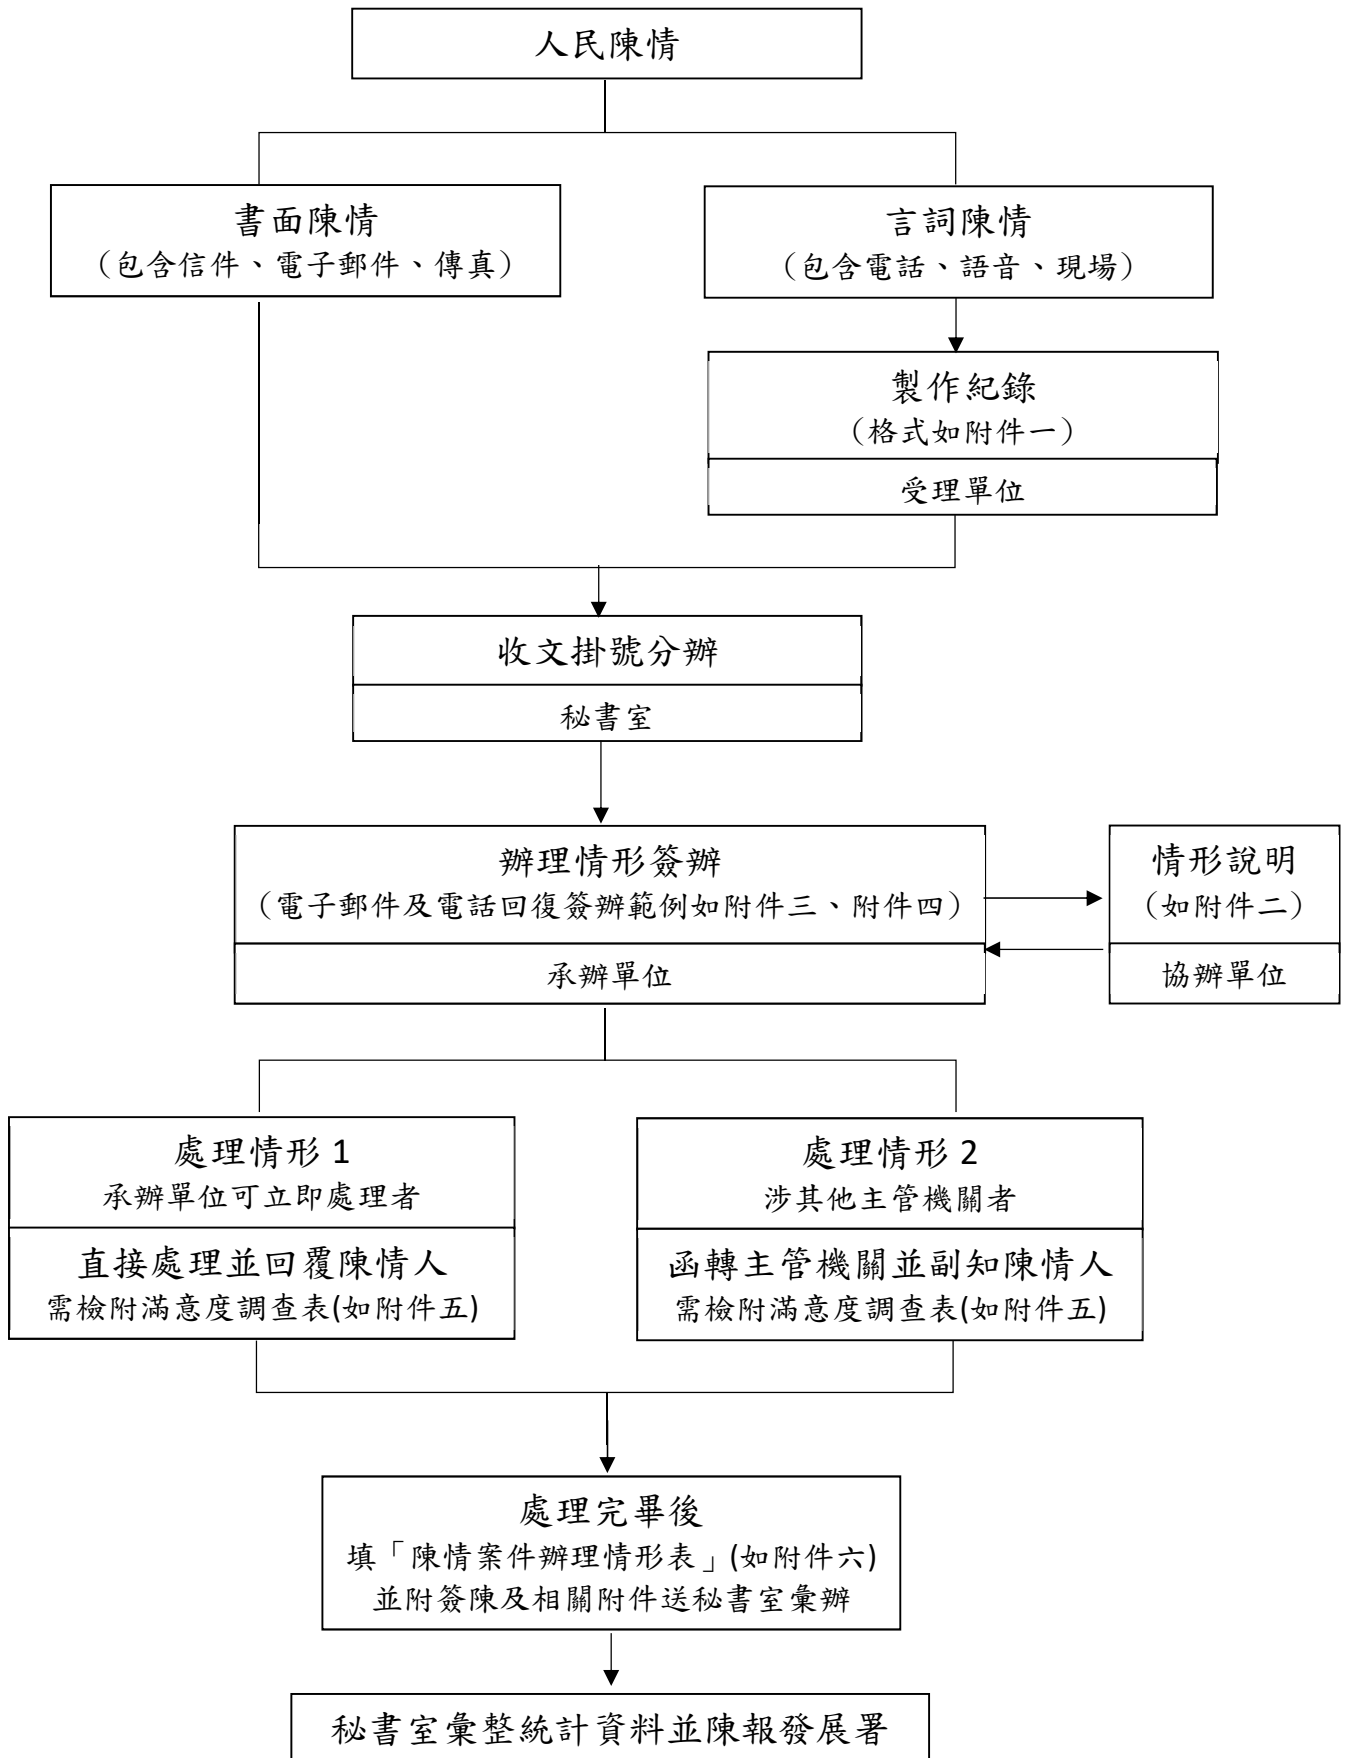 人民陳情
書面陳情
（包含信件、電子郵件、傳真）
言詞陳情
（包含電話、語音、現場）
製作紀錄
（格式如附件一）
受理單位
收文掛號分辦
秘書室
辦理情形簽辦
（電子郵件及電話回復簽辦範例如附件三、附件四）
承辦單位
情形說明
（如附件二）
協辦單位
處理情形 1
承辦單位可立即處理者
直接處理並回覆陳情人
需檢附滿意度調查表(如附件五)
處理情形 2
涉其他主管機關者
函轉主管機關並副知陳情人
需檢附滿意度調查表(如附件五)
處理完畢後
填「陳情案件辦理情形表」(如附件六)
並附簽陳及相關附件送秘書室彙辦
秘書室彙整統計資料並陳報發展署